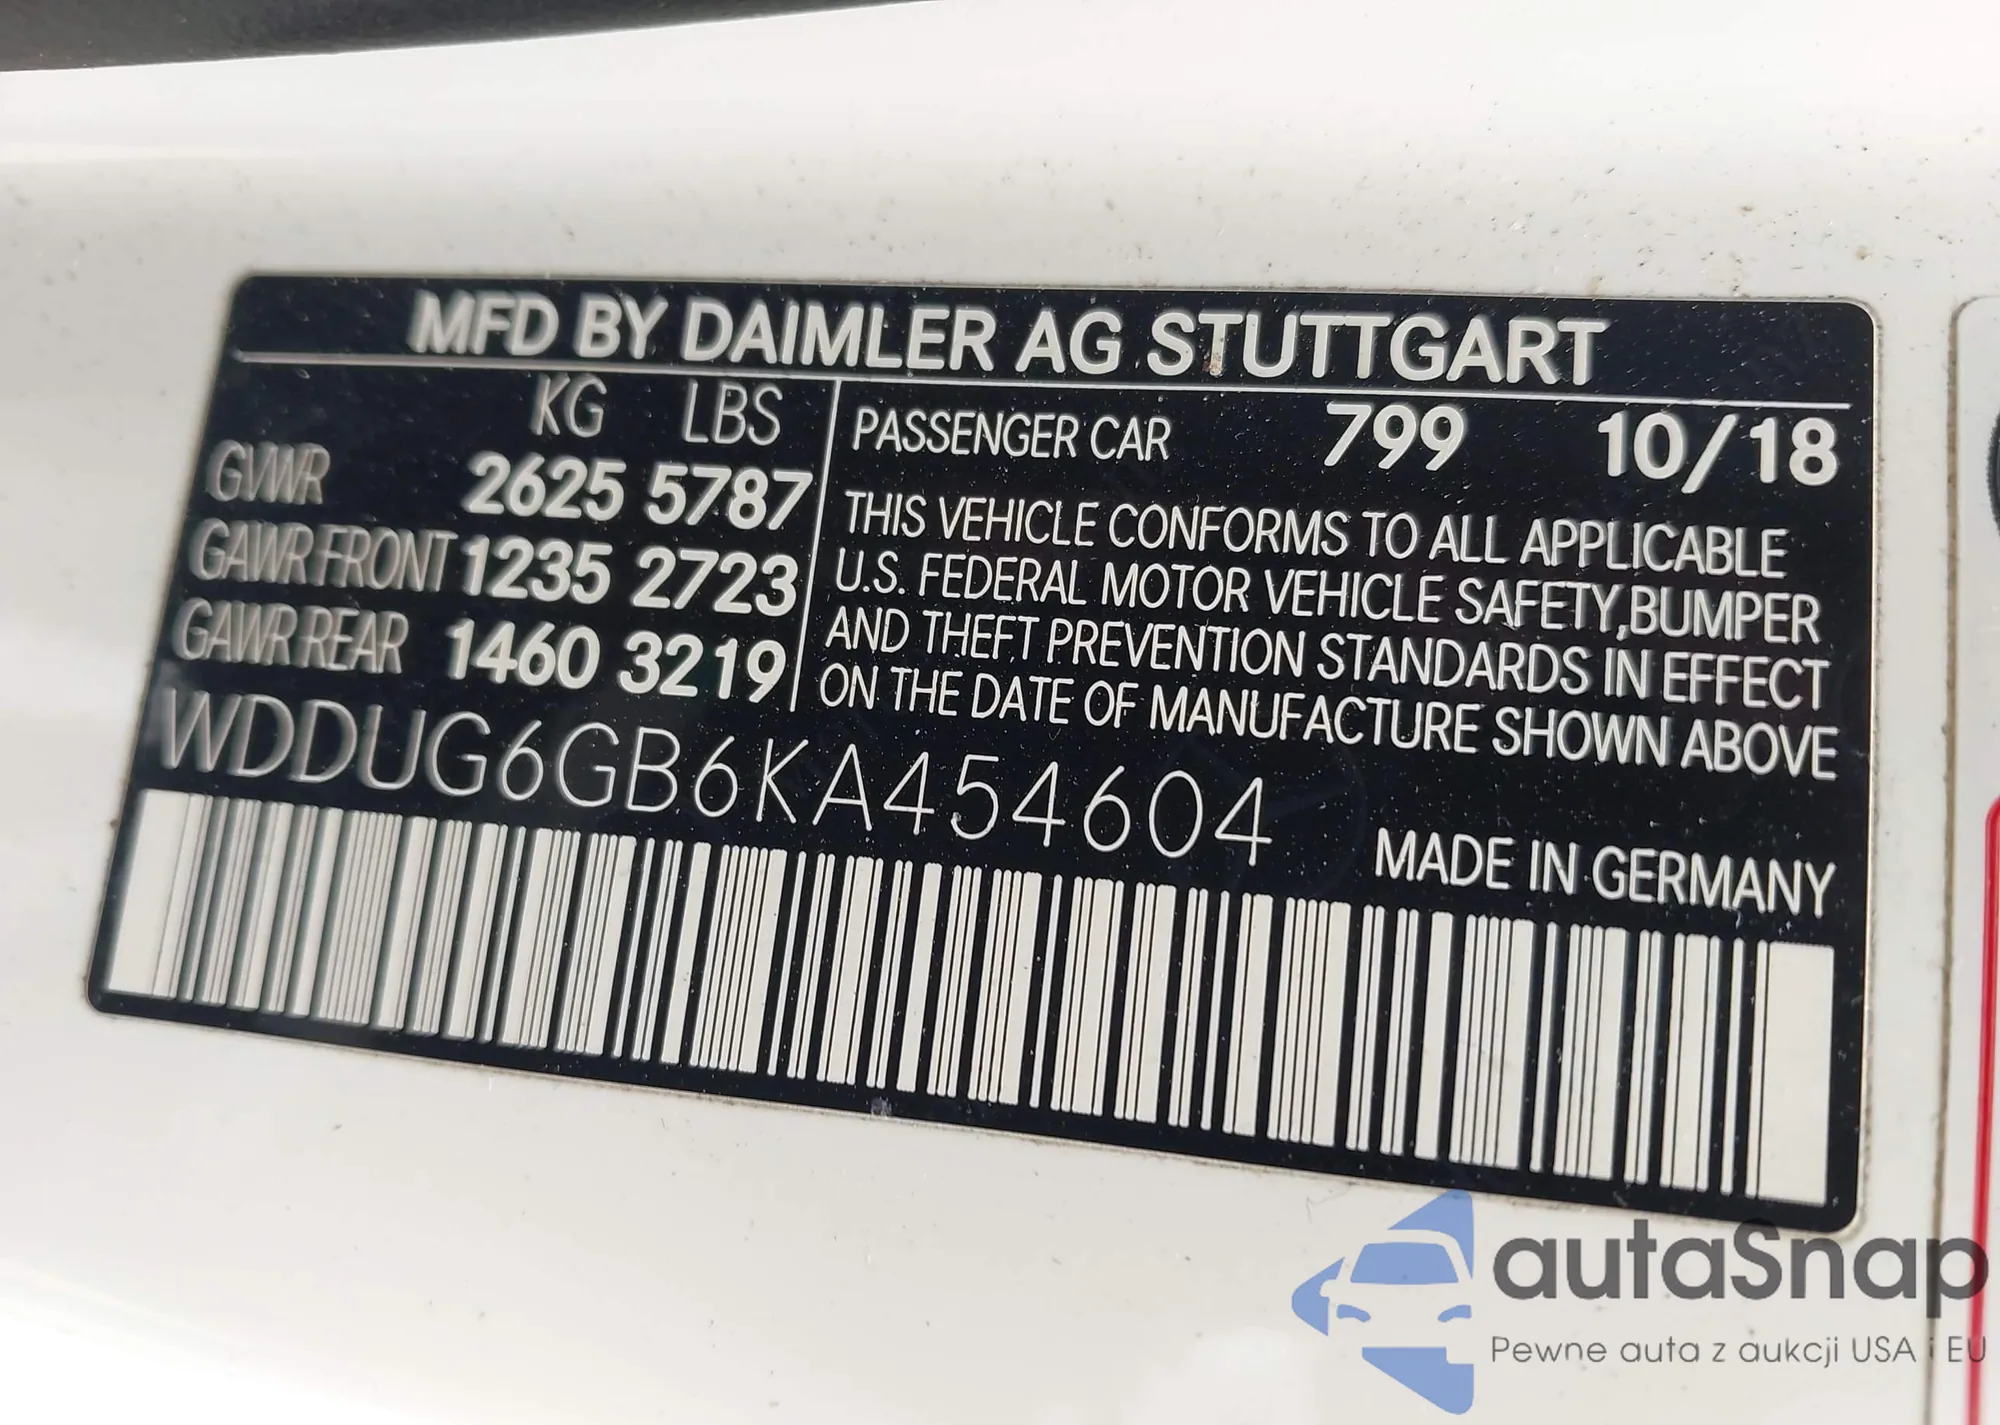 MFD BY DAIMLER AG STUTTGART
KG LBS
GVWR 2625 5787
GAWR FRONT 1235 2723
GAWR REAR 1460 3219
PASSENGER CAR 799 10/18
THIS VEHICLE CONFORMS TO ALL APPLICABLE
U.S. FEDERAL MOTOR VEHICLE SAFETY, BUMPER
AND THEFT PREVENTION STANDARDS IN EFFECT
ON THE DATE OF MANUFACTURE SHOWN ABOVE
WDDUG6GB6KA454604
MADE IN GERMANY
autaSnap
Pewne auta z aukcji USA i EU